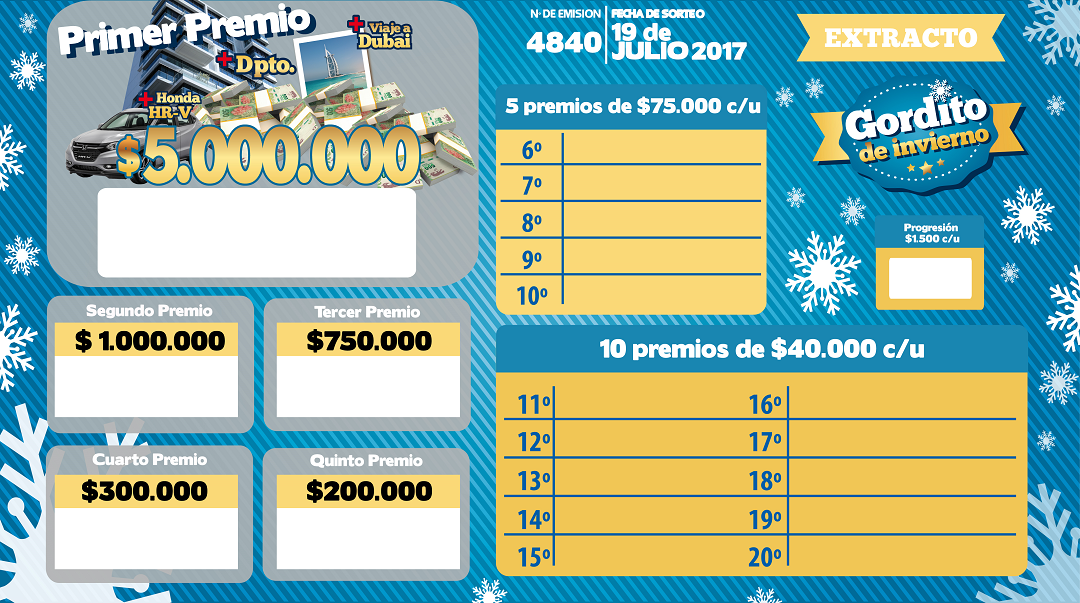 Primer Premio
+ Viaje a
Dubai
+ Dpto.
+ Honda
HR-V
$5.000.000
Segundo Premio
$ 1.000.000
Tercer Premio
$750.000
Cuarto Premio
$300.000
Quinto Premio
$200.000
Nº DE EMISION
4840
FECHA DE SORTEO
19 de
JULIO 2017
EXTRACTO
5 premios de $75.000 c/u
6º
7º
8º
9º
10º
Gordito
de invierno
Progresión
$1.500 c/u
10 premios de $40.000 c/u
11º
12º
13º
14º
15º
16º
17º
18º
19º
20º